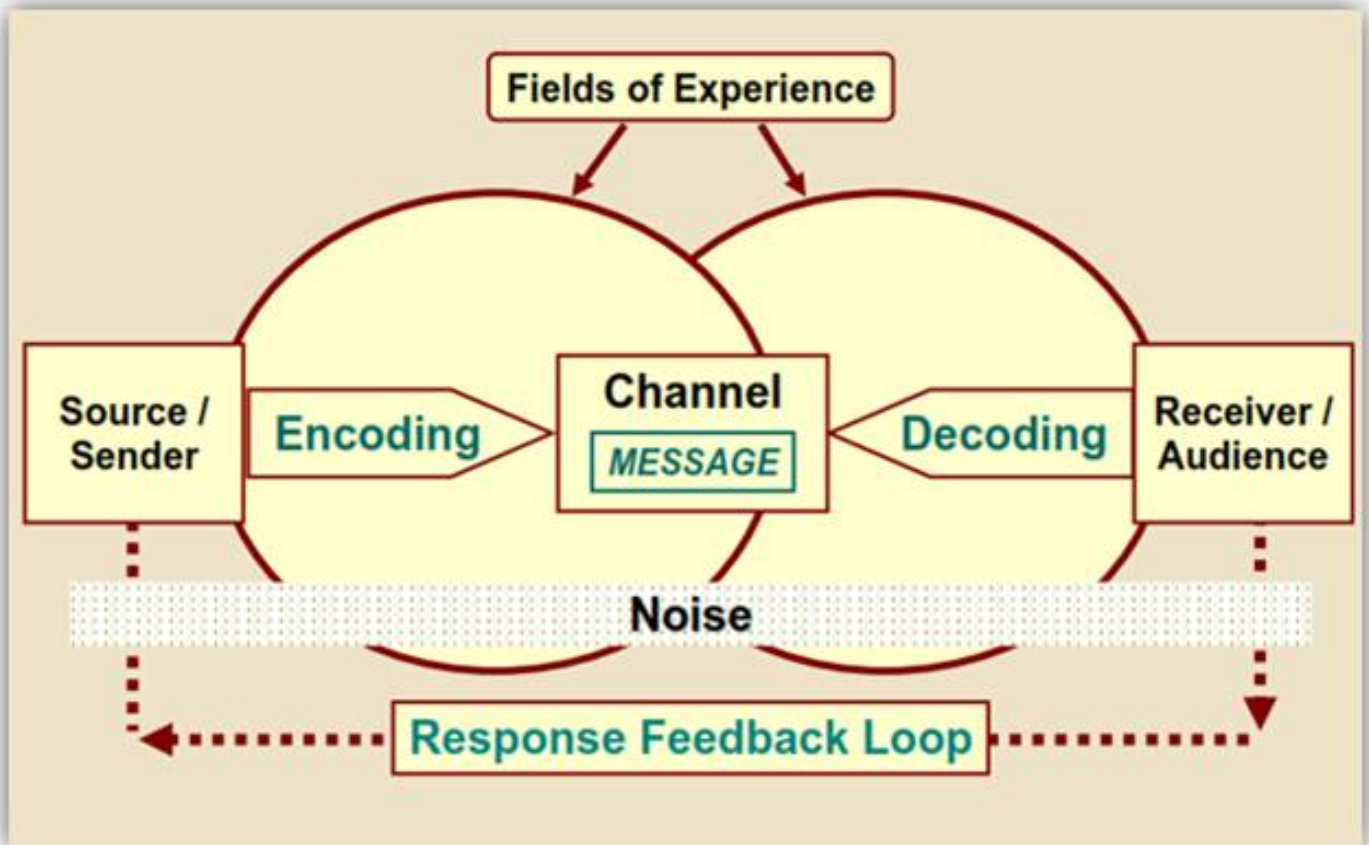 Fields of Experience
Source /
Sender
Encoding
Channel
MESSAGE
Decoding
Receiver /
Audience
Noise
Response Feedback Loop